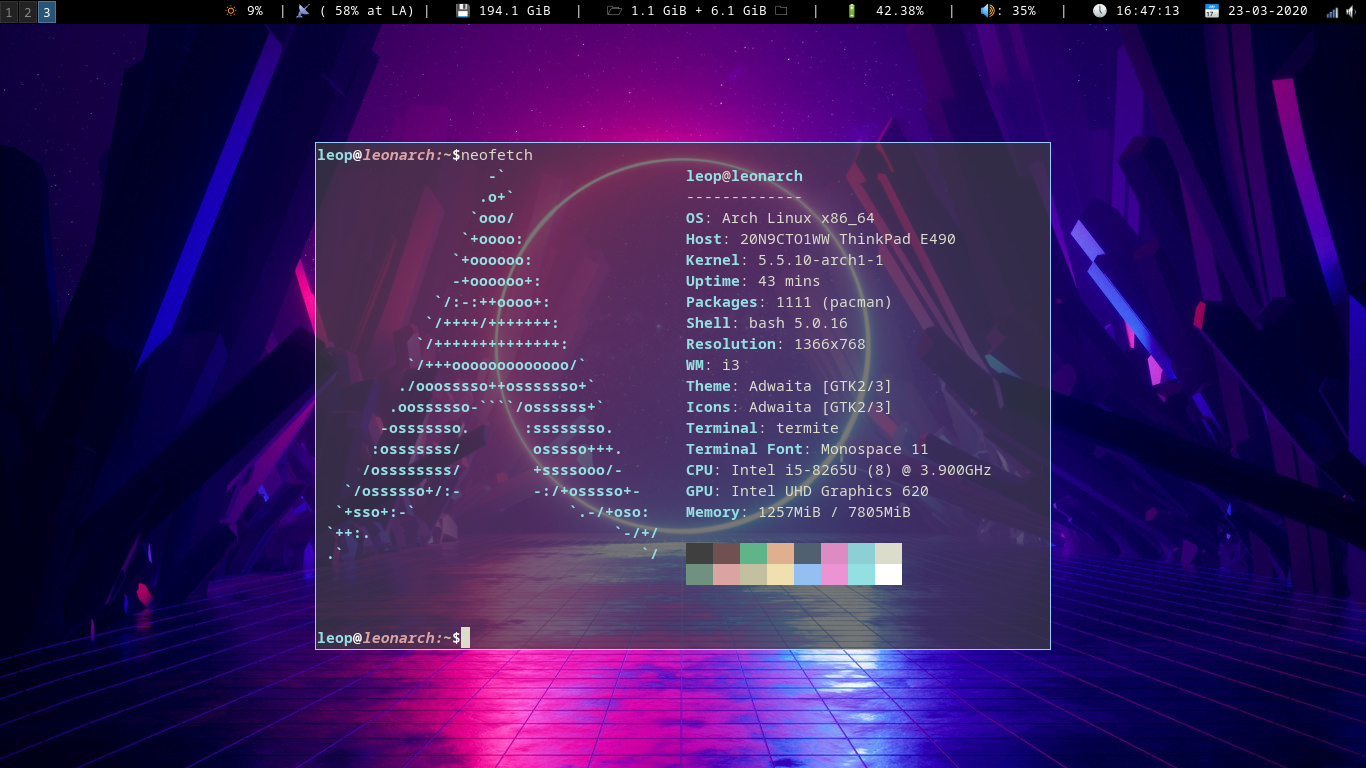 1 2 3 9% | ( 58% at LA) | 194.1 GiB | 1.1 GiB + 6.1 GiB | 42.38% | : 35% | 16:47:13 23-03-2020
leop@leonarch:~$neofetch
-` leop@leonarch
.o+` -------------
`ooo/ OS: Arch Linux x86_64
`+oooo: Host: 20N9CTO1WW ThinkPad E490
`+oooooo: Kernel: 5.5.10-arch1-1
-+oooooo+: Uptime: 43 mins
`/:-:++oooo+: Packages: 1111 (pacman)
`/++++/+++++++: Shell: bash 5.0.16
`/++++++++++++++: Resolution: 1366x768
`/+++ooooooooooooo/` WM: i3
./ooosssso++osssssso+` Theme: Adwaita [GTK2/3]
.oossssso-````/ossssss+` Icons: Adwaita [GTK2/3]
-osssssso. :ssssssso. Terminal: termite
:osssssss/ osssso+++. Terminal Font: Monospace 11
/ossssssss/ +ssssooo/- CPU: Intel i5-8265U (8) @ 3.900GHz
`/ossssso+/:- -:/+osssso+- GPU: Intel UHD Graphics 620
`+sso+:-` `.-/+oso: Memory: 1257MiB / 7805MiB
`++:. `-/+/
.` `/
leop@leonarch:~$